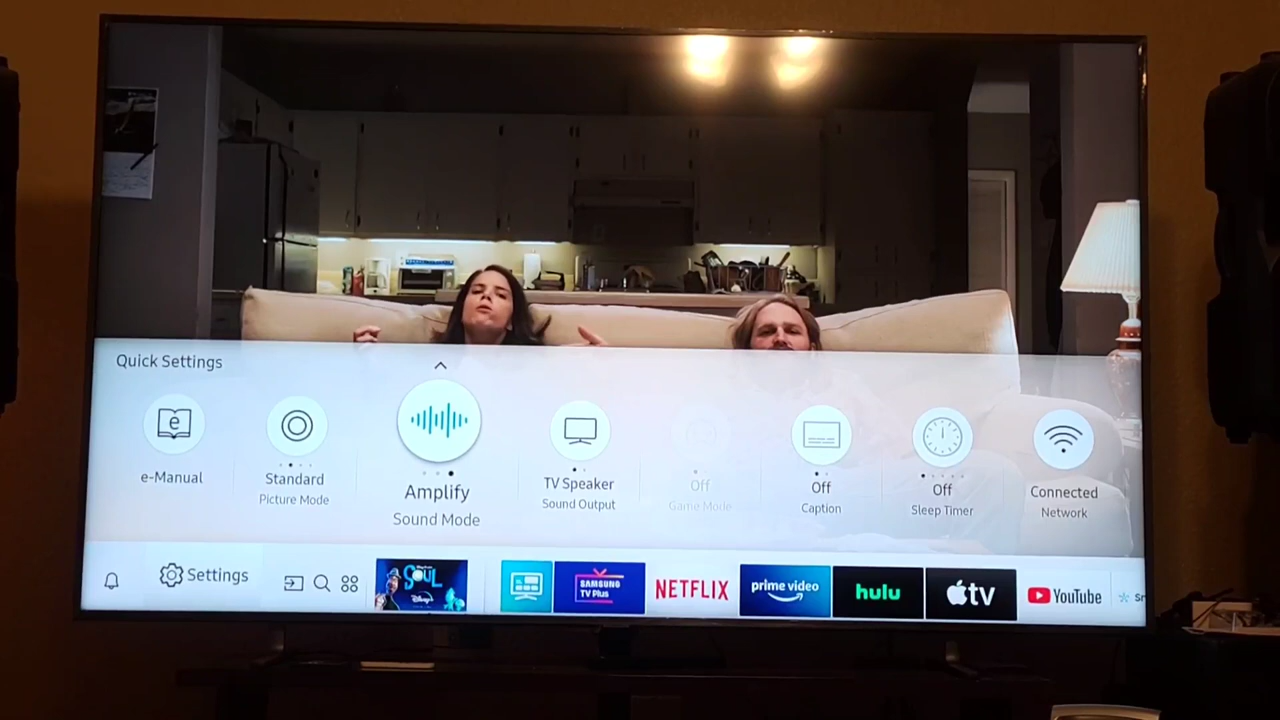 Quick Settings
e-Manual
Standard
Picture Mode
Amplify
Sound Mode
TV Speaker
Sound Output
Off
Game Mode
Off
Caption
Off
Sleep Timer
Connected
Network
Settings
SOUL
Disney+
SAMSUNG
TV Plus
NETFLIX
prime video
hulu
tv
YouTube